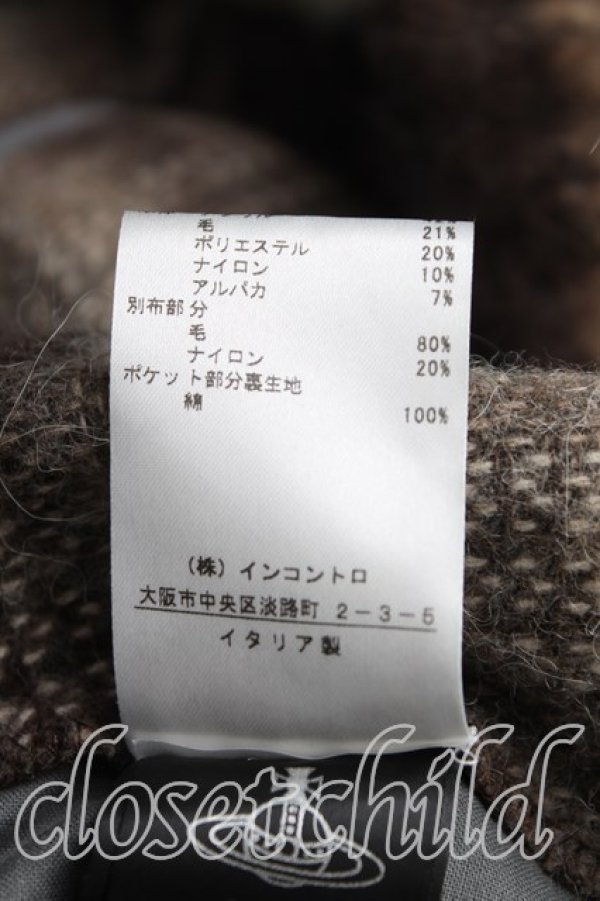 毛 21%
ポリエステル 20%
ナイロン 10%
アルパカ 7%
別布部分
毛 80%
ナイロン 20%
ポケット部分裏生地
綿 100%
(株) インコントロ
大阪市中央区淡路町 2-3-5
イタリア製
closetchild